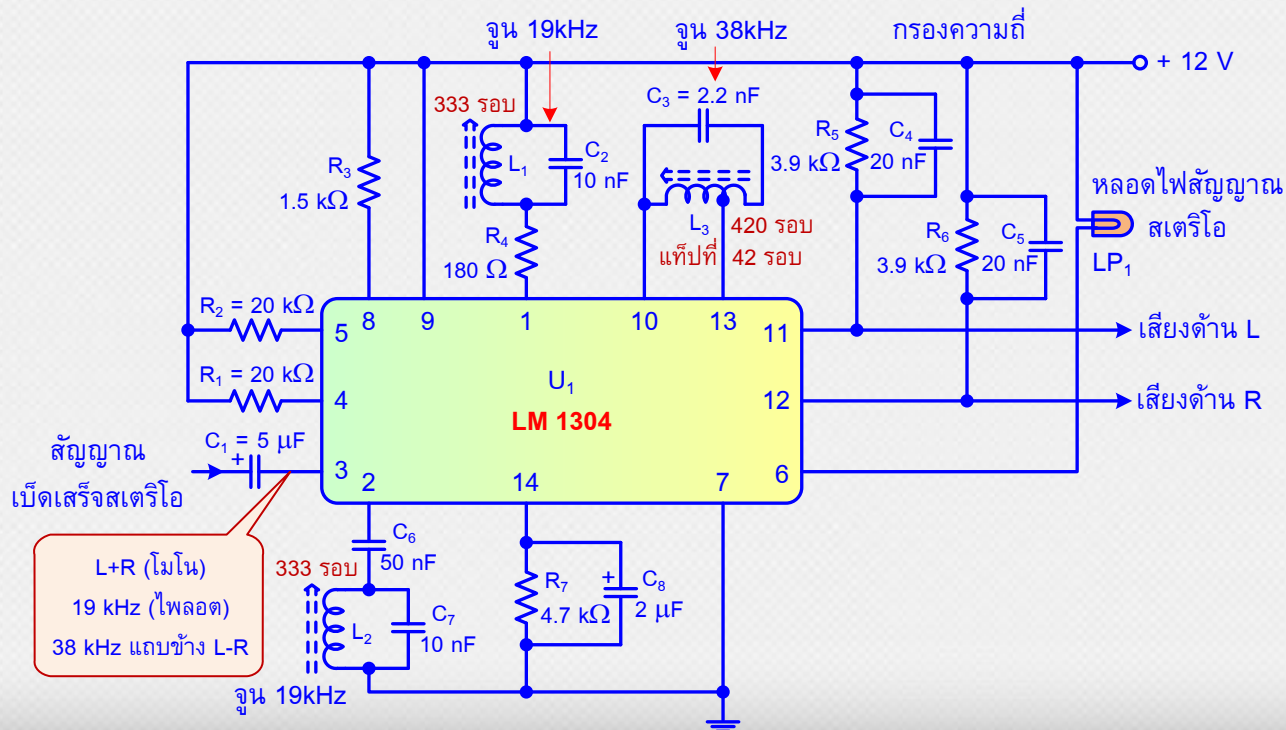 จูน 19kHz
จูน 38kHz
กรองความถี่
+ 12 V
333 รอบ
C3 = 2.2 nF
R3
1.5 kΩ
L1
C2
10 nF
R4
180 Ω
L3
420 รอบ
แท็ปที่ 42 รอบ
R5
3.9 kΩ
C4
20 nF
R6
3.9 kΩ
C5
20 nF
หลอดไฟสัญญาณ
สเตริโอ
LP1
R2 = 20 kΩ
R1 = 20 kΩ
5
8
9
1
10
13
11
4
12
3
2
14
7
6
U1
LM 1304
เสียงด้าน L
เสียงด้าน R
สัญญาณ
เบ็ดเสร็จสเตริโอ
C1 = 5 μF
+
L+R (โมโน)
19 kHz (ไพลอต)
38 kHz แถบข้าง L-R
C6
50 nF
333 รอบ
L2
C7
10 nF
จูน 19kHz
R7
4.7 kΩ
+
C8
2 μF